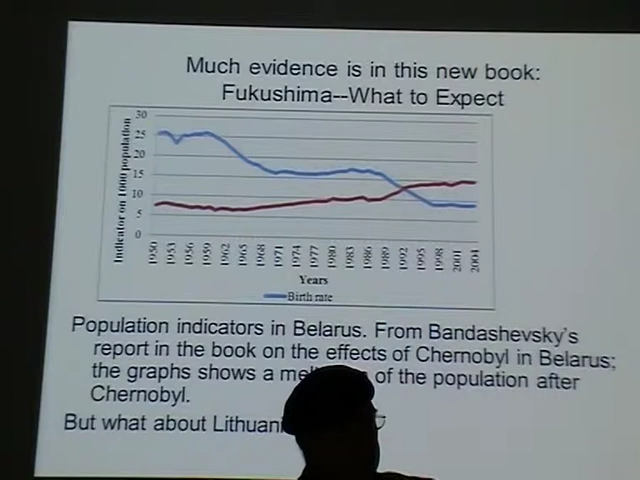 Much evidence is in this new book:
Fukushima--What to Expect
Indicator on 1000 population
30
25
20
15
10
5
0
1950 1953 1956 1959 1962 1965 1968 1971 1974 1977 1980 1983 1986 1989 1992 1995 1998 2001 2004
Years
Birth rate
Population indicators in Belarus. From Bandashevsky's
report in the book on the effects of Chernobyl in Belarus;
the graphs shows a of the population after
Chernobyl.
But what about